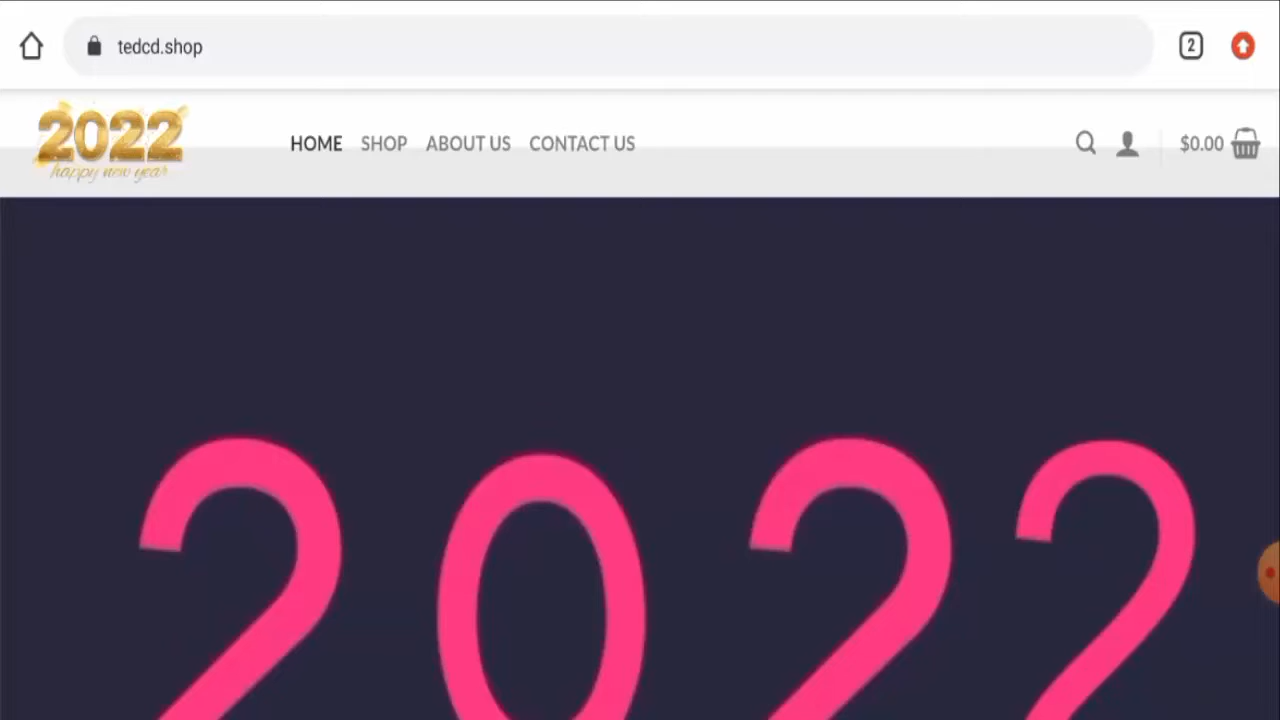 tedcd.shop
2
2022
happy new year
HOME SHOP ABOUT US CONTACT US
$0.00
2022